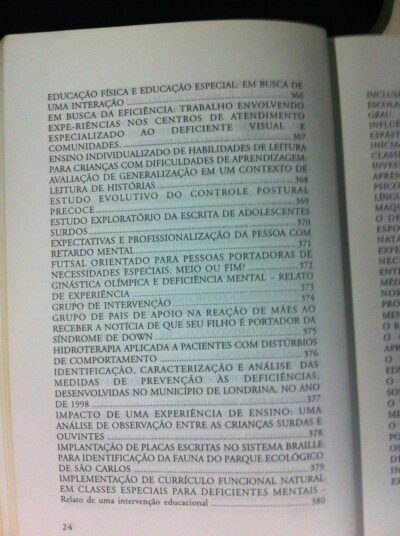 EDUCAÇÃO FÍSICA E EDUCAÇÃO ESPECIAL: EM BUSCA DE
UMA INTERAÇÃO ........ 366
EM BUSCA DA EFICIÊNCIA: TRABALHO ENVOLVENDO
EXPE-RIÊNCIAS NOS CENTROS DE ATENDIMENTO
ESPECIALIZADO AO DEFICIENTE VISUAL E
COMUNIDADES. ........ 367
ENSINO INDIVIDUALIZADO DE HABILIDADES DE LEITURA
PARA CRIANÇAS COM DIFICULDADES DE APRENDIZAGEM:
AVALIAÇÃO DE GENERALIZAÇÃO EM UM CONTEXTO DE
LEITURA DE HISTÓRIAS ........ 368
ESTUDO EVOLUTIVO DO CONTROLE POSTURAL
PRECOCE ........ 369
ESTUDO EXPLORATÓRIO DA ESCRITA DE ADOLESCENTES
SURDOS ........ 370
EXPECTATIVAS E PROFISSIONALIZAÇÃO DA PESSOA COM
RETARDO MENTAL ........ 371
FUTSAL ORIENTADO PARA PESSOAS PORTADORAS DE
NECESSIDADES ESPECIAIS: MEIO OU FIM? ........ 372
GINÁSTICA OLÍMPICA E DEFICIÊNCIA MENTAL – RELATO
DE EXPERIÊNCIA ........ 373
GRUPO DE INTERVENÇÃO ........ 374
GRUPO DE PAIS DE APOIO NA REAÇÃO DE MÃES AO
RECEBER A NOTÍCIA DE QUE SEU FILHO É PORTADOR DA
SÍNDROME DE DOWN ........ 375
HIDROTERAPIA APLICADA A PACIENTES COM DISTÚRBIOS
DE COMPORTAMENTO ........ 376
IDENTIFICAÇÃO, CARACTERIZAÇÃO E ANÁLISE DAS
MEDIDAS DE PREVENÇÃO ÀS DEFICIÊNCIAS,
DESENVOLVIDAS NO MUNICÍPIO DE LONDRINA, NO ANO
DE 1998 ........ 377
IMPACTO DE UMA EXPERIÊNCIA DE ENSINO: UMA
ANÁLISE DE OBSERVAÇÃO ENTRE AS CRIANÇAS SURDAS E
OUVINTES ........ 378
IMPLANTAÇÃO DE PLACAS ESCRITAS NO SISTEMA BRAILLE
PARA IDENTIFICAÇÃO DA FAUNA DO PARQUE ECOLÓGICO
DE SÃO CARLOS ........ 379
IMPLEMENTAÇÃO DE CURRÍCULO FUNCIONAL NATURAL
EM CLASSES ESPECIAIS PARA DEFICIENTES MENTAIS -
Relato de uma intervenção educacional ........ 380
24